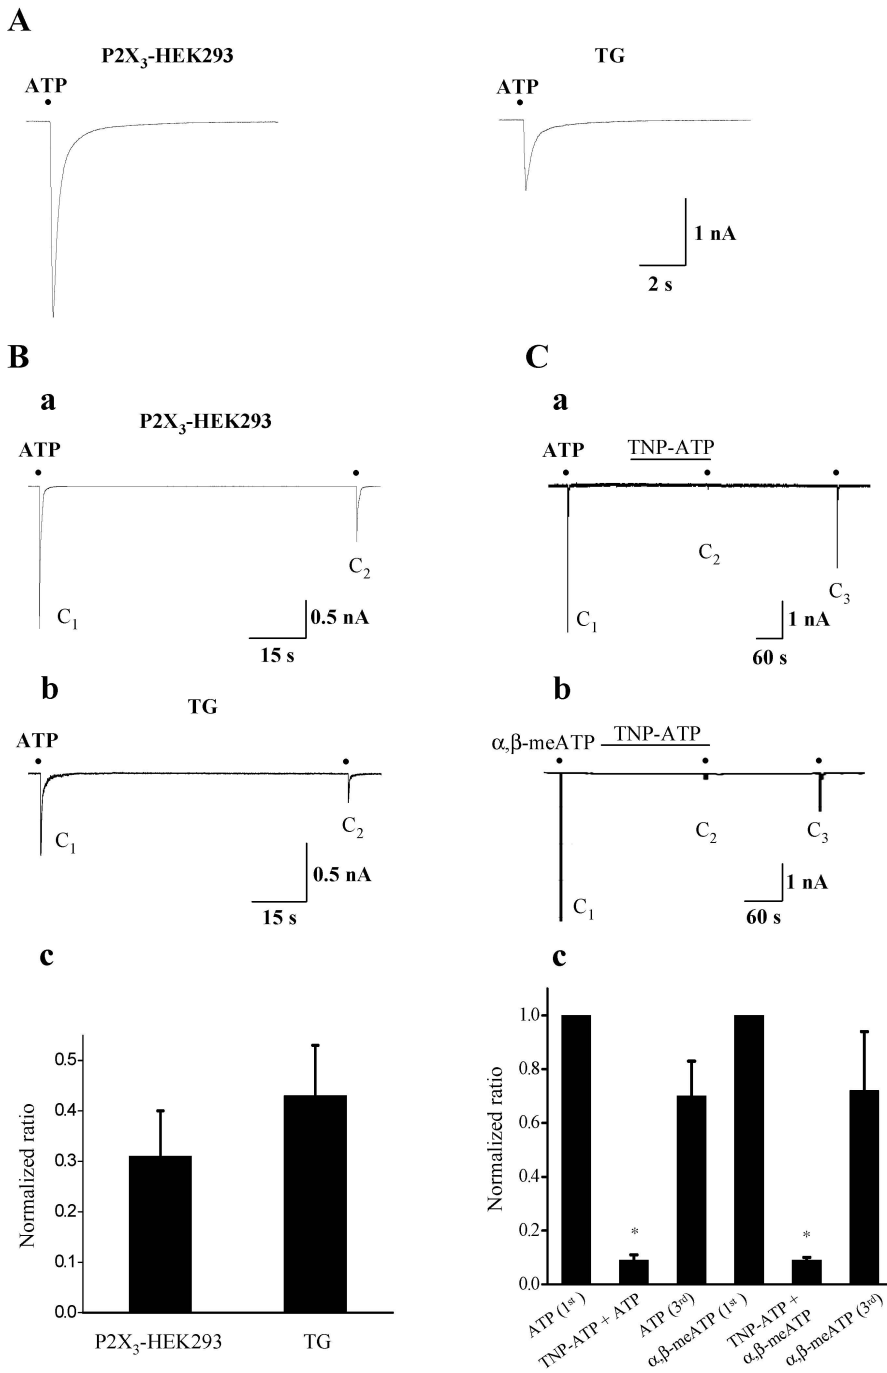 A
P2X₃-HEK293
TG
ATP
ATP
1 nA
2 s
B
C
a
a
P2X₃-HEK293
ATP
ATP
TNP-ATP
C₁
C₂
0.5 nA
15 s
C₁
C₂
C₃
1 nA
60 s
b
b
TG
ATP
α,β-meATP
TNP-ATP
C₁
C₂
0.5 nA
15 s
C₁
C₂
C₃
1 nA
60 s
c
c
Normalized ratio
0.5
0.4
0.3
0.2
0.1
0.0
P2X₃-HEK293
TG
Normalized ratio
1.0
0.8
0.6
0.4
0.2
0.0
*
*
ATP (1ˢᵗ )
TNP-ATP + ATP
ATP (3ʳᵈ)
α,β-meATP (1ˢᵗ)
TNP-ATP +
α,β-meATP
α,β-meATP (3ʳᵈ)